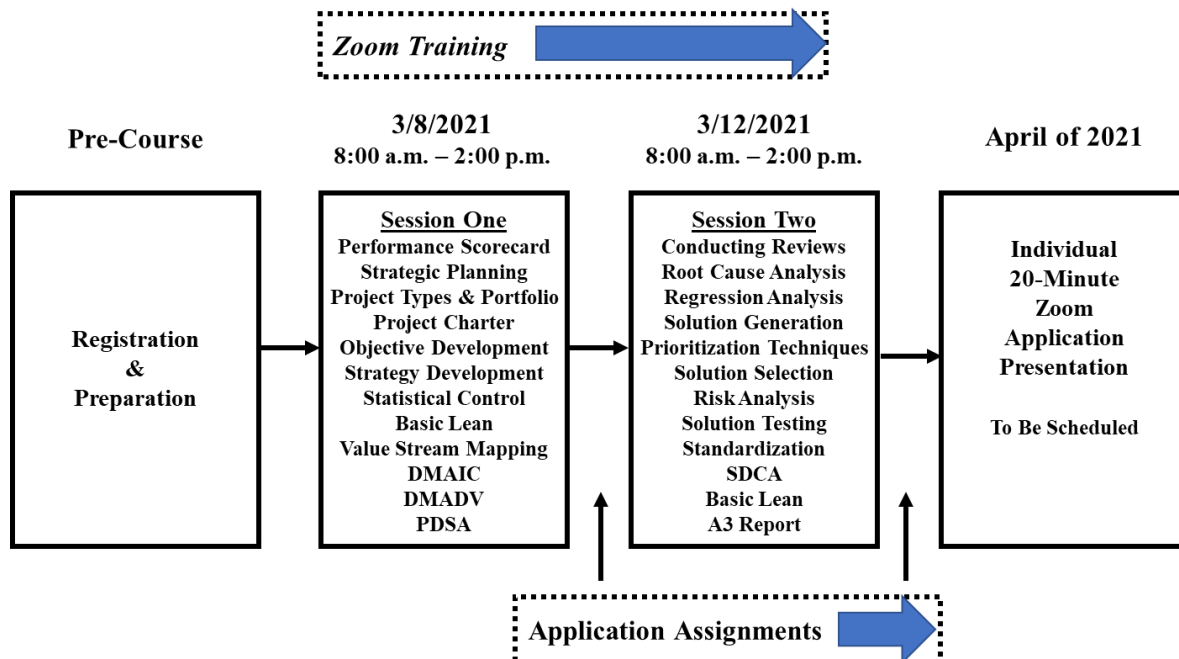 Zoom Training
Pre-Course
3/8/2021
8:00 a.m. – 2:00 p.m.
3/12/2021
8:00 a.m. – 2:00 p.m.
April of 2021
Registration
&
Preparation
Session One
Performance Scorecard
Strategic Planning
Project Types & Portfolio
Project Charter
Objective Development
Strategy Development
Statistical Control
Basic Lean
Value Stream Mapping
DMAIC
DMADV
PDSA
Session Two
Conducting Reviews
Root Cause Analysis
Regression Analysis
Solution Generation
Prioritization Techniques
Solution Selection
Risk Analysis
Solution Testing
Standardization
SDCA
Basic Lean
A3 Report
Individual
20-Minute
Zoom
Application
Presentation
To Be Scheduled
Application Assignments